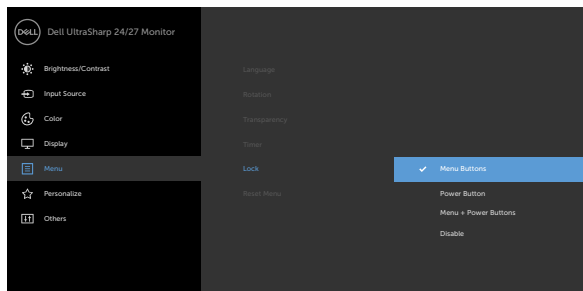 DELL Dell UltraSharp 24/27 Monitor
Brightness/Contrast
Input Source
Color
Display
Menu
Personalize
Others
Language
Rotation
Transparency
Timer
Lock
Reset Menu
Menu Buttons
Power Button
Menu + Power Buttons
Disable